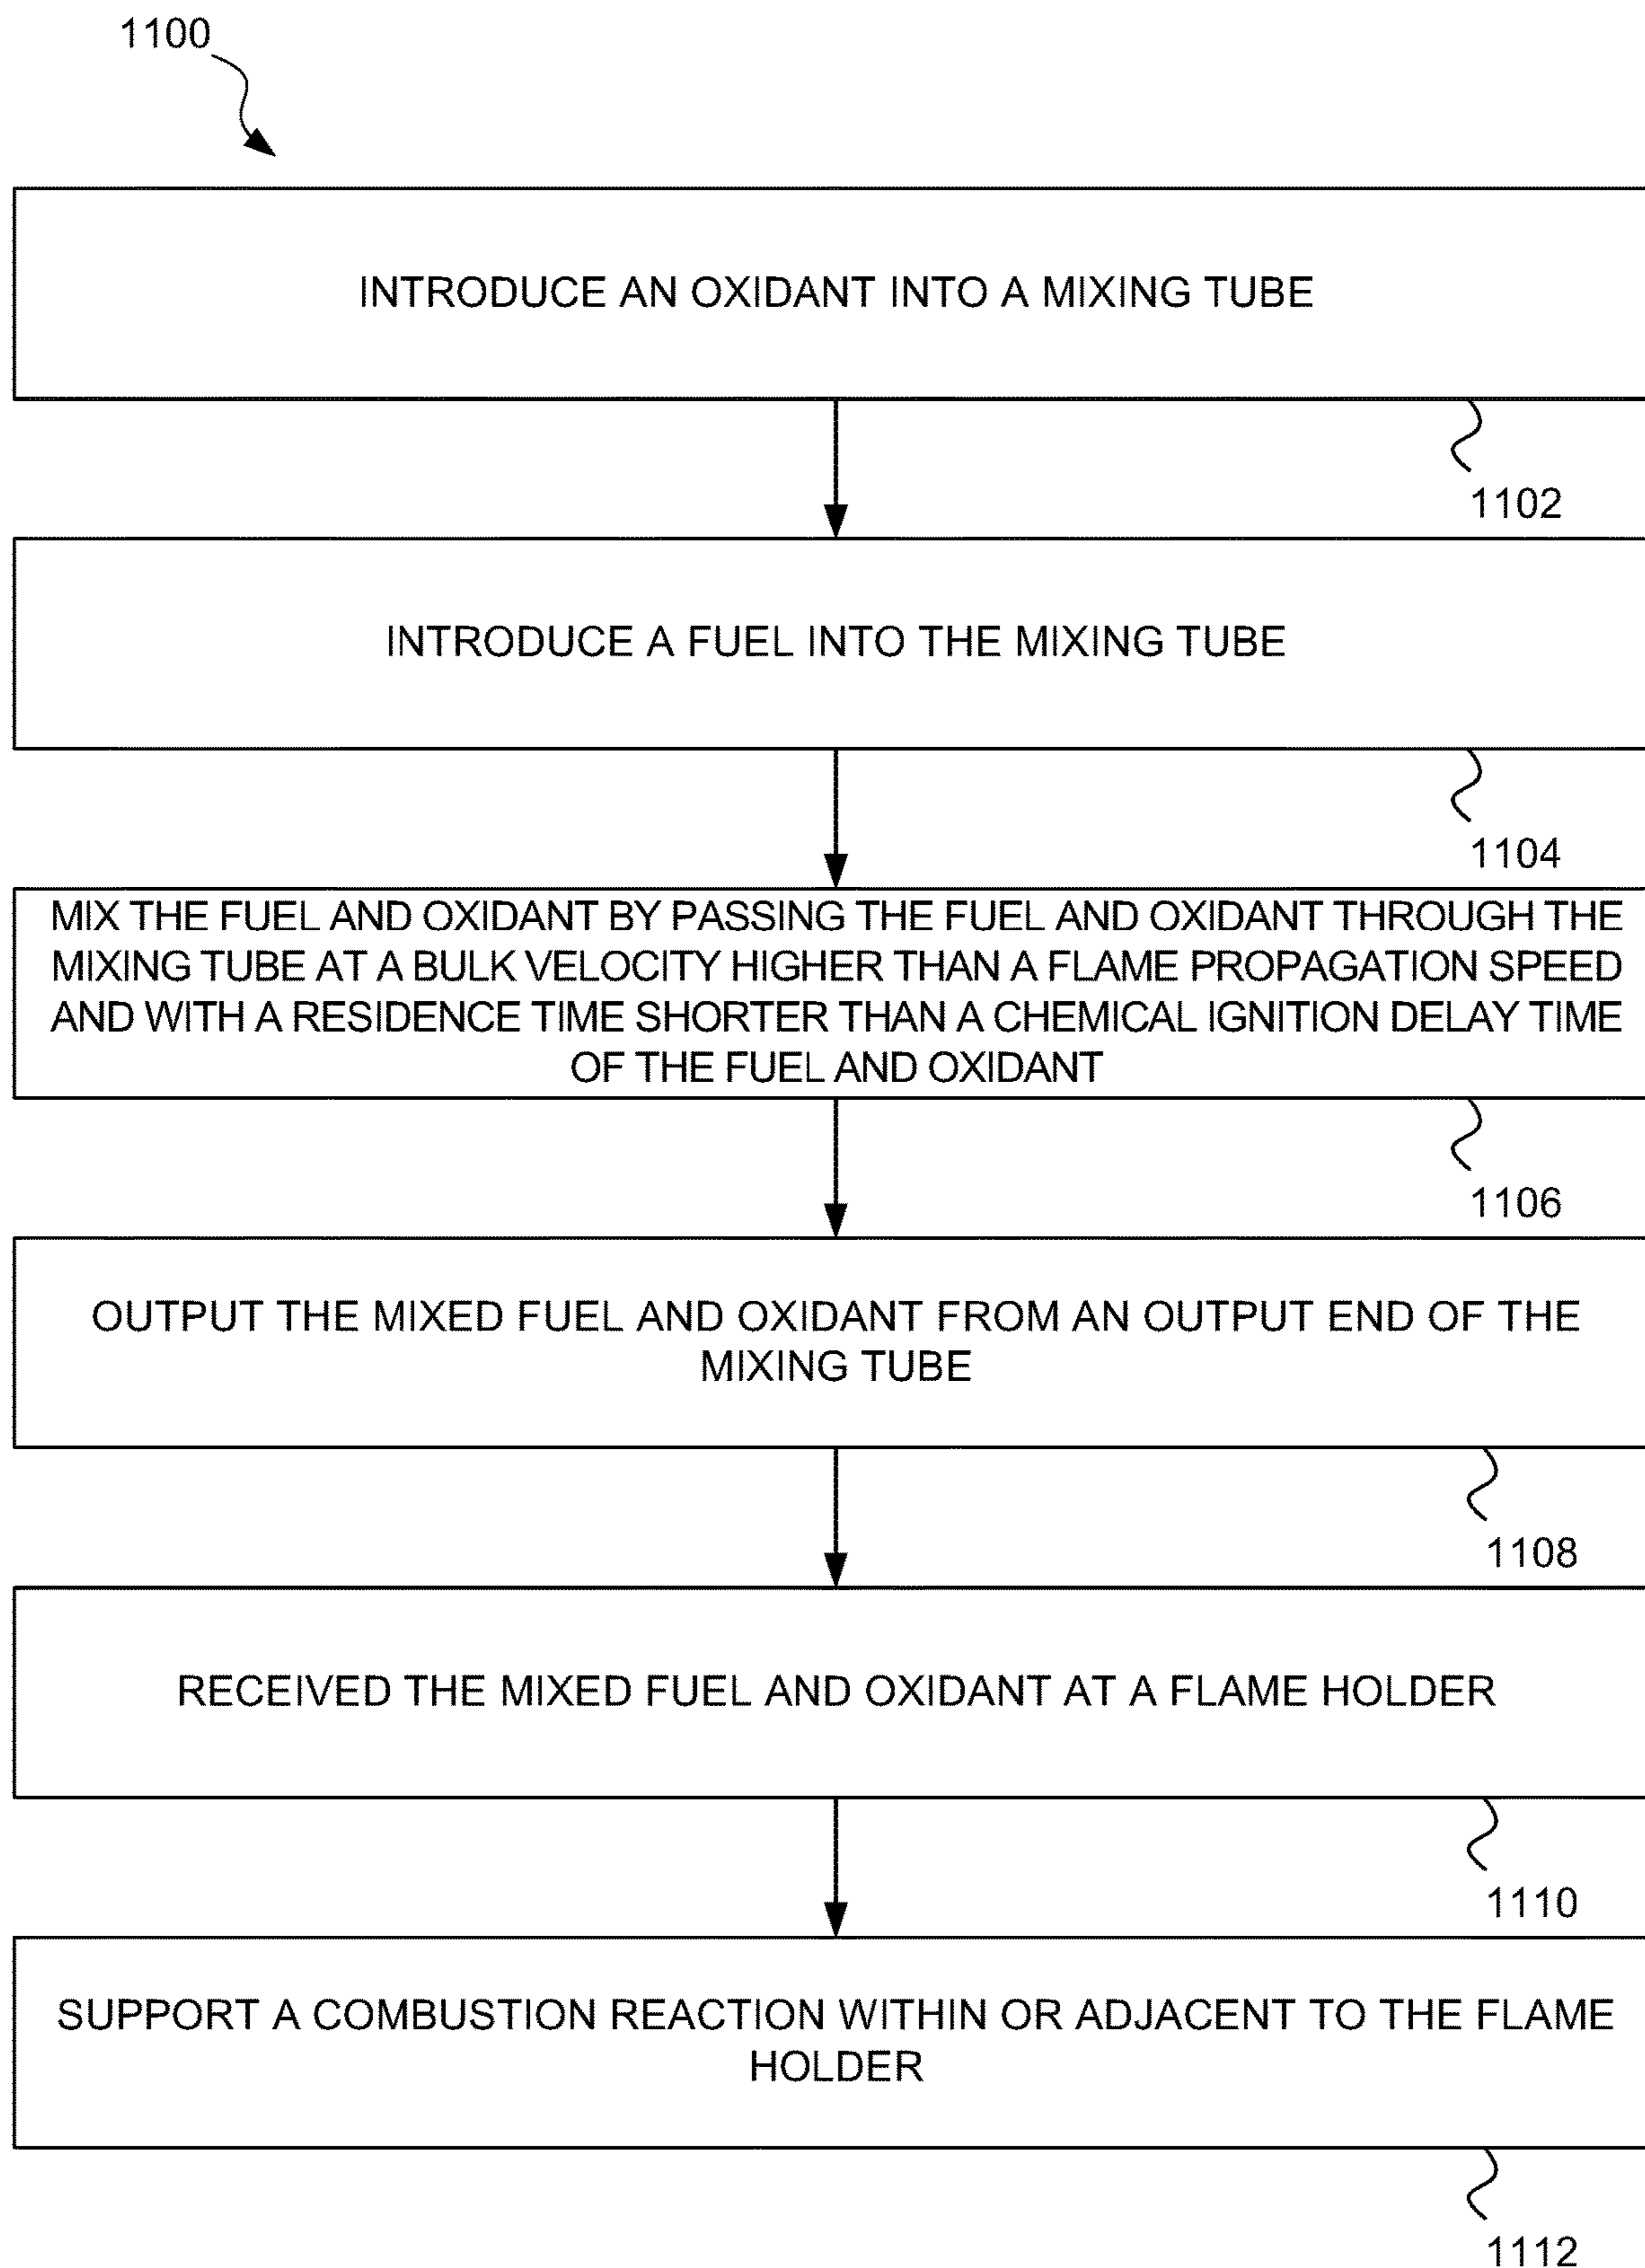 1100
INTRODUCE AN OXIDANT INTO A MIXING TUBE
1102
INTRODUCE A FUEL INTO THE MIXING TUBE
1104
MIX THE FUEL AND OXIDANT BY PASSING THE FUEL AND OXIDANT THROUGH THE
MIXING TUBE AT A BULK VELOCITY HIGHER THAN A FLAME PROPAGATION SPEED
AND WITH A RESIDENCE TIME SHORTER THAN A CHEMICAL IGNITION DELAY TIME
OF THE FUEL AND OXIDANT
1106
OUTPUT THE MIXED FUEL AND OXIDANT FROM AN OUTPUT END OF THE
MIXING TUBE
1108
RECEIVED THE MIXED FUEL AND OXIDANT AT A FLAME HOLDER
1110
SUPPORT A COMBUSTION REACTION WITHIN OR ADJACENT TO THE FLAME
HOLDER
1112